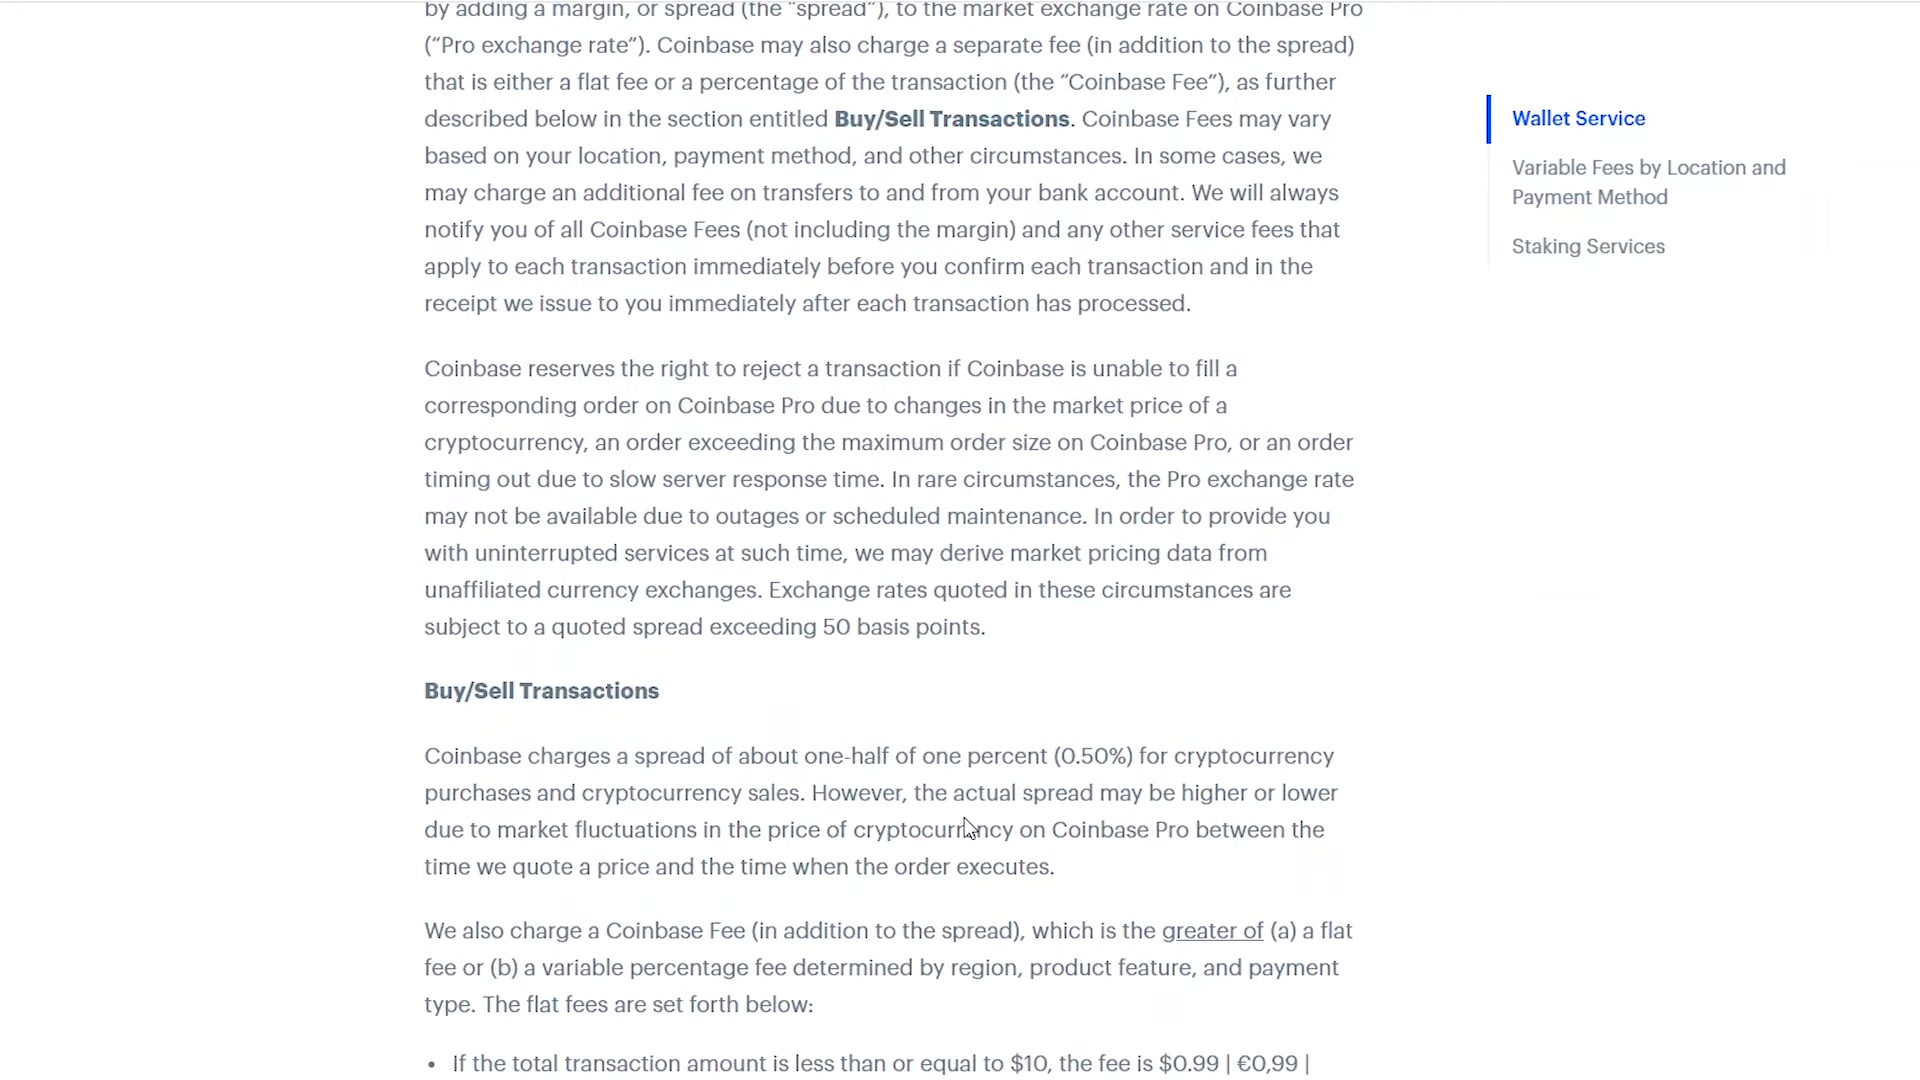 by adding a margin, or spread (the “spread”), to the market exchange rate on Coinbase Pro
(“Pro exchange rate”). Coinbase may also charge a separate fee (in addition to the spread)
that is either a flat fee or a percentage of the transaction (the “Coinbase Fee”), as further
described below in the section entitled Buy/Sell Transactions. Coinbase Fees may vary
based on your location, payment method, and other circumstances. In some cases, we
may charge an additional fee on transfers to and from your bank account. We will always
notify you of all Coinbase Fees (not including the margin) and any other service fees that
apply to each transaction immediately before you confirm each transaction and in the
receipt we issue to you immediately after each transaction has processed.
Coinbase reserves the right to reject a transaction if Coinbase is unable to fill a
corresponding order on Coinbase Pro due to changes in the market price of a
cryptocurrency, an order exceeding the maximum order size on Coinbase Pro, or an order
timing out due to slow server response time. In rare circumstances, the Pro exchange rate
may not be available due to outages or scheduled maintenance. In order to provide you
with uninterrupted services at such time, we may derive market pricing data from
unaffiliated currency exchanges. Exchange rates quoted in these circumstances are
subject to a quoted spread exceeding 50 basis points.
Buy/Sell Transactions
Coinbase charges a spread of about one-half of one percent (0.50%) for cryptocurrency
purchases and cryptocurrency sales. However, the actual spread may be higher or lower
due to market fluctuations in the price of cryptocurrency on Coinbase Pro between the
time we quote a price and the time when the order executes.
We also charge a Coinbase Fee (in addition to the spread), which is the greater of (a) a flat
fee or (b) a variable percentage fee determined by region, product feature, and payment
type. The flat fees are set forth below:
• If the total transaction amount is less than or equal to $10, the fee is $0.99 | €0,99 |
Wallet Service
Variable Fees by Location and
Payment Method
Staking Services